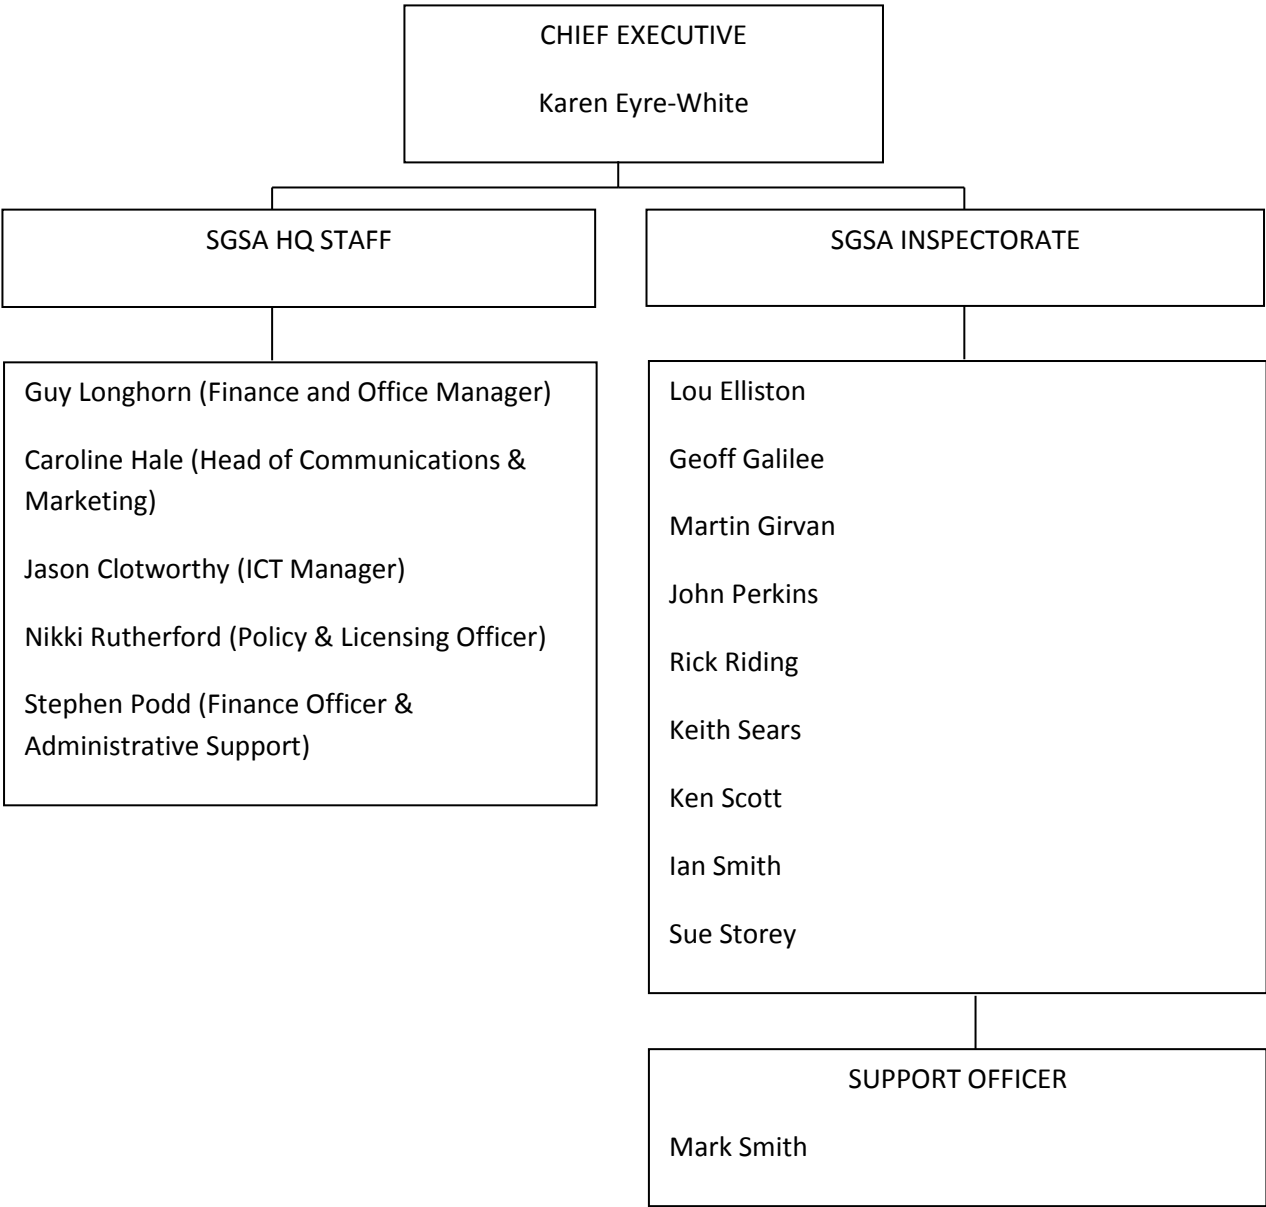 CHIEF EXECUTIVE
Karen Eyre-White
SGSA HQ STAFF
SGSA INSPECTORATE
Guy Longhorn (Finance and Office Manager)
Caroline Hale (Head of Communications &
Marketing)
Jason Clotworthy (ICT Manager)
Nikki Rutherford (Policy & Licensing Officer)
Stephen Podd (Finance Officer &
Administrative Support)
Lou Elliston
Geoff Galilee
Martin Girvan
John Perkins
Rick Riding
Keith Sears
Ken Scott
Ian Smith
Sue Storey
SUPPORT OFFICER
Mark Smith